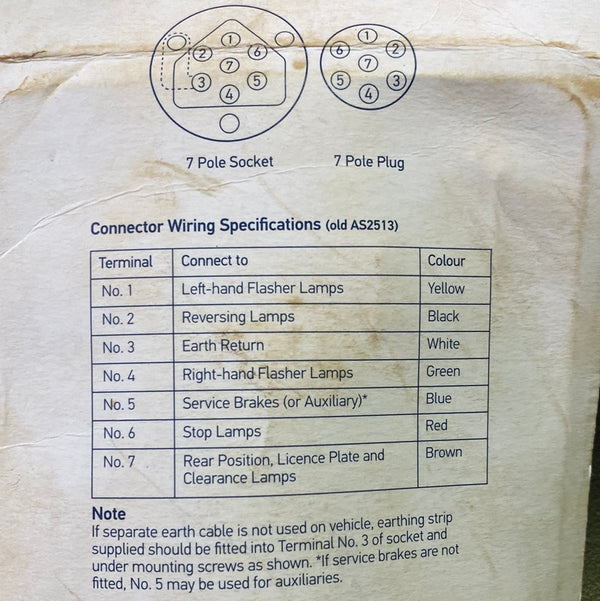 1
2 6
7
3 5
4
1
6 2
7
5 3
4
7 Pole Socket 7 Pole Plug
Connector Wiring Specifications (old AS2513)
Terminal Connect to Colour
No. 1 Left-hand Flasher Lamps Yellow
No. 2 Reversing Lamps Black
No. 3 Earth Return White
No. 4 Right-hand Flasher Lamps Green
No. 5 Service Brakes (or Auxiliary)* Blue
No. 6 Stop Lamps Red
No. 7 Rear Position, Licence Plate and Brown
Clearance Lamps
Note
If separate earth cable is not used on vehicle, earthing strip
supplied should be fitted into Terminal No. 3 of socket and
under mounting screws as shown. *If service brakes are not
fitted, No. 5 may be used for auxiliaries.